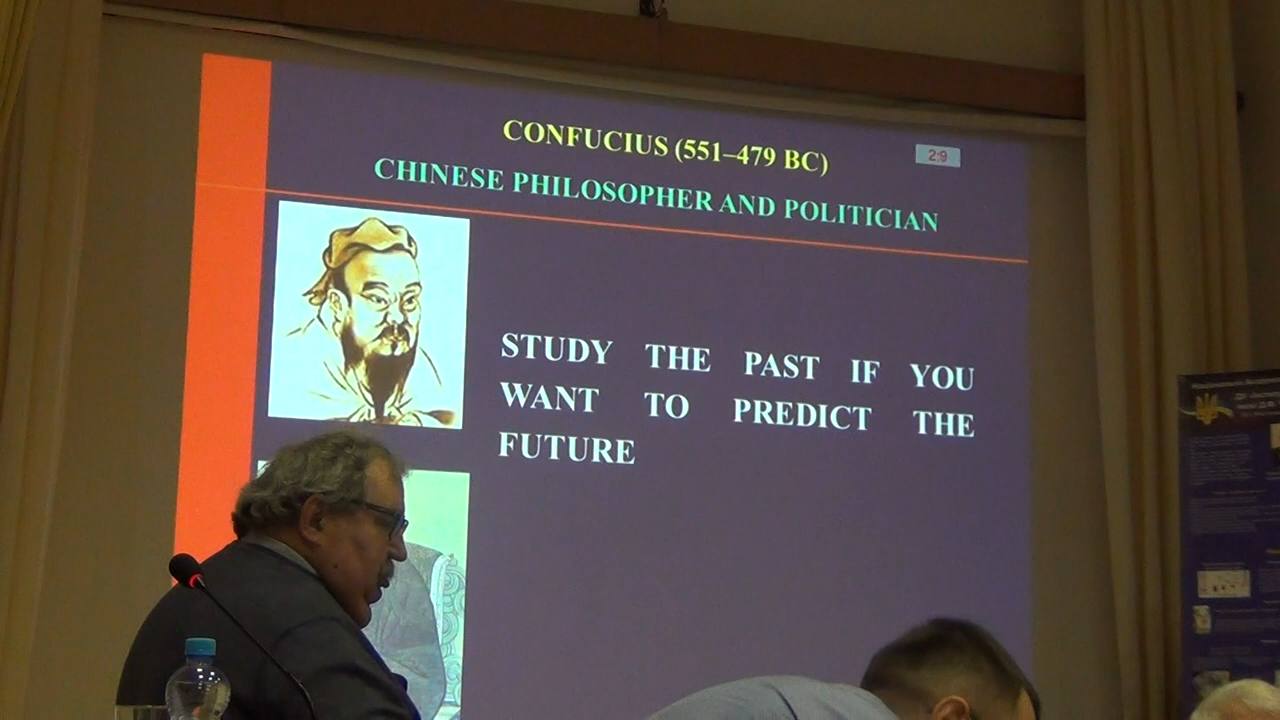 CONFUCIUS (551–479 BC)
2:9
CHINESE PHILOSOPHER AND POLITICIAN
STUDY THE PAST IF YOU
WANT TO PREDICT THE
FUTURE